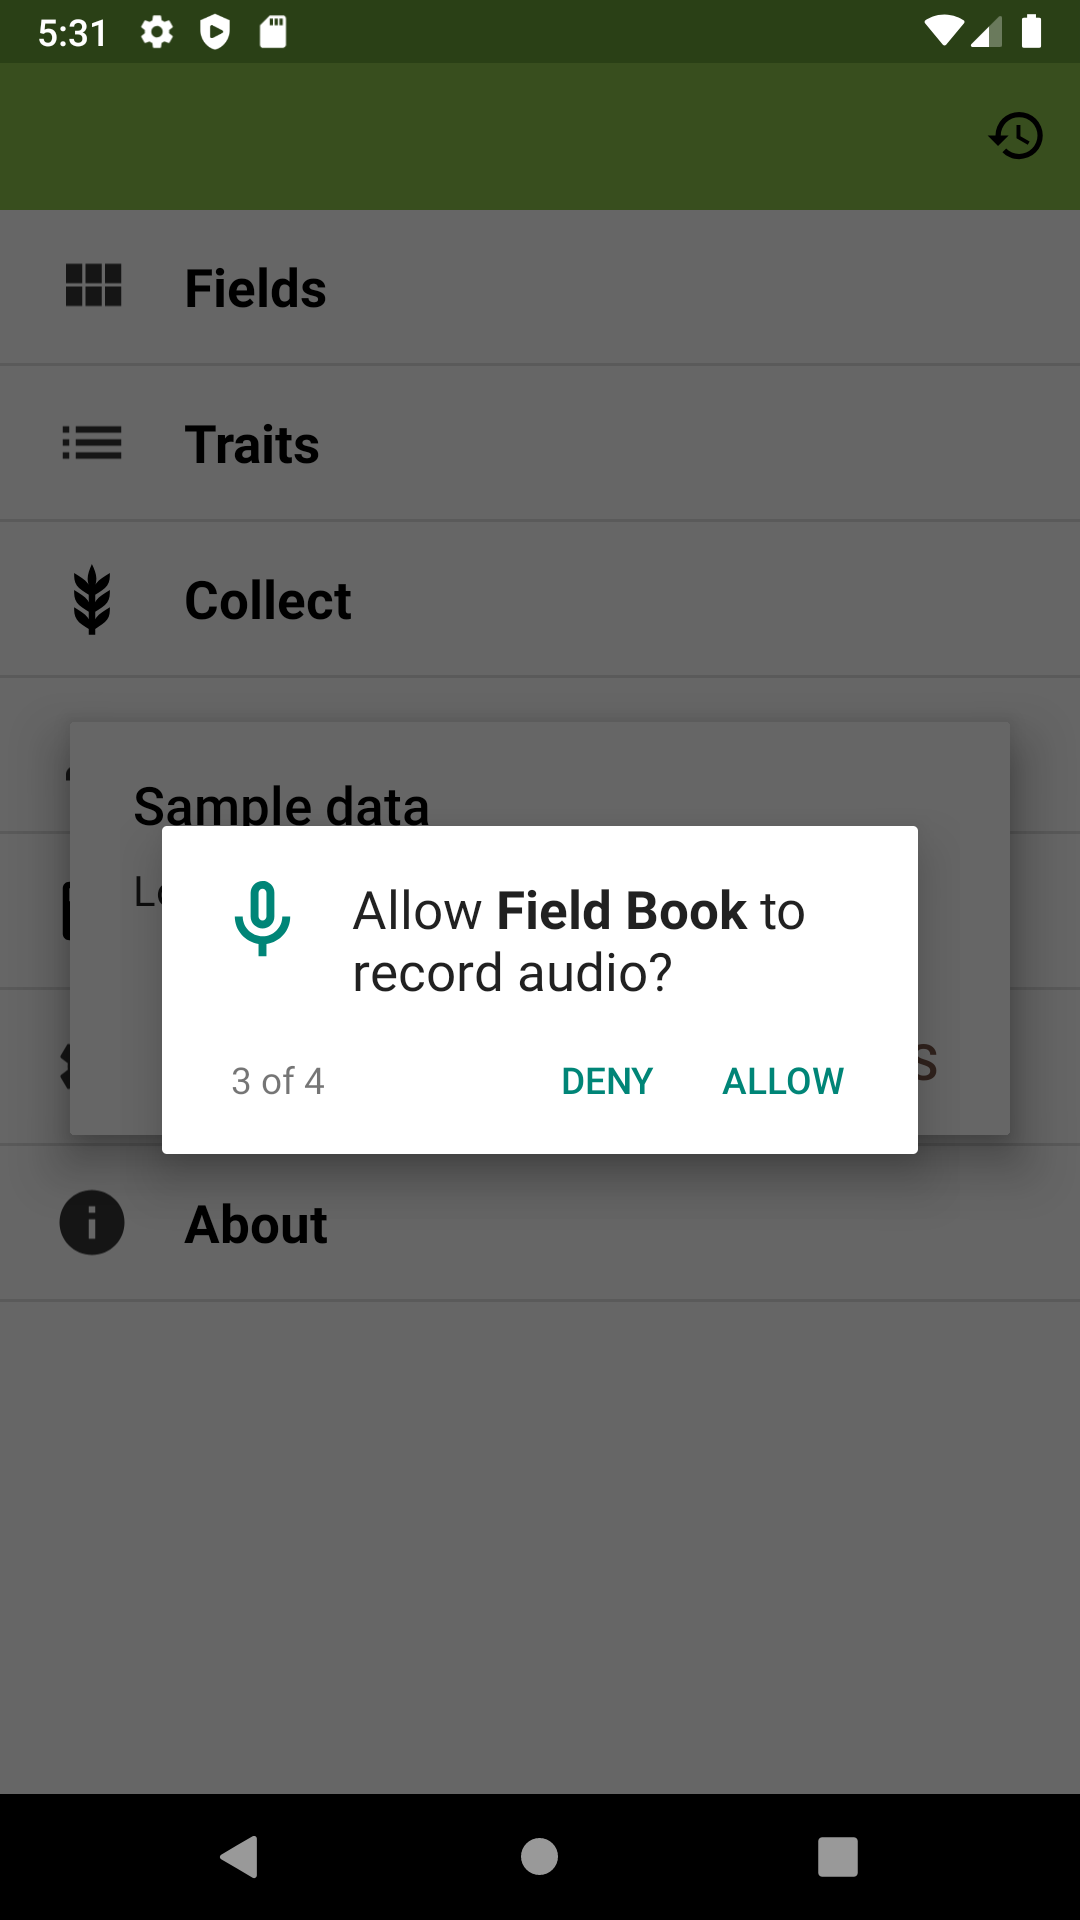 5:31
Fields
Traits
Collect
Sample data
Allow Field Book to
record audio?
3 of 4
DENY
ALLOW
About